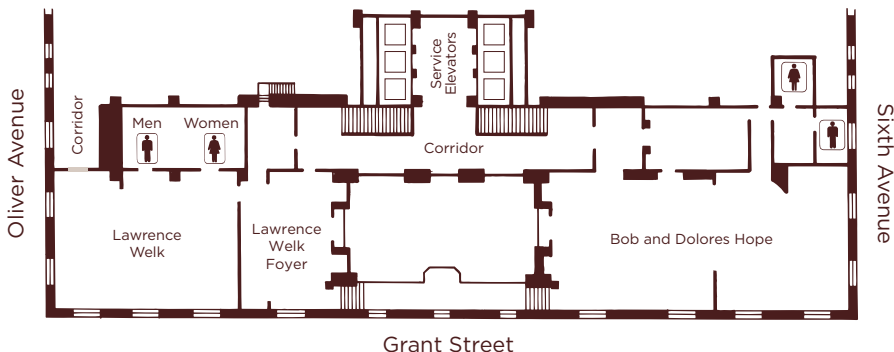 Service
Elevators
Corridor
Men
Women
Corridor
Oliver Avenue
Sixth Avenue
Lawrence
Welk
Lawrence
Welk
Foyer
Bob and Dolores Hope
Grant Street